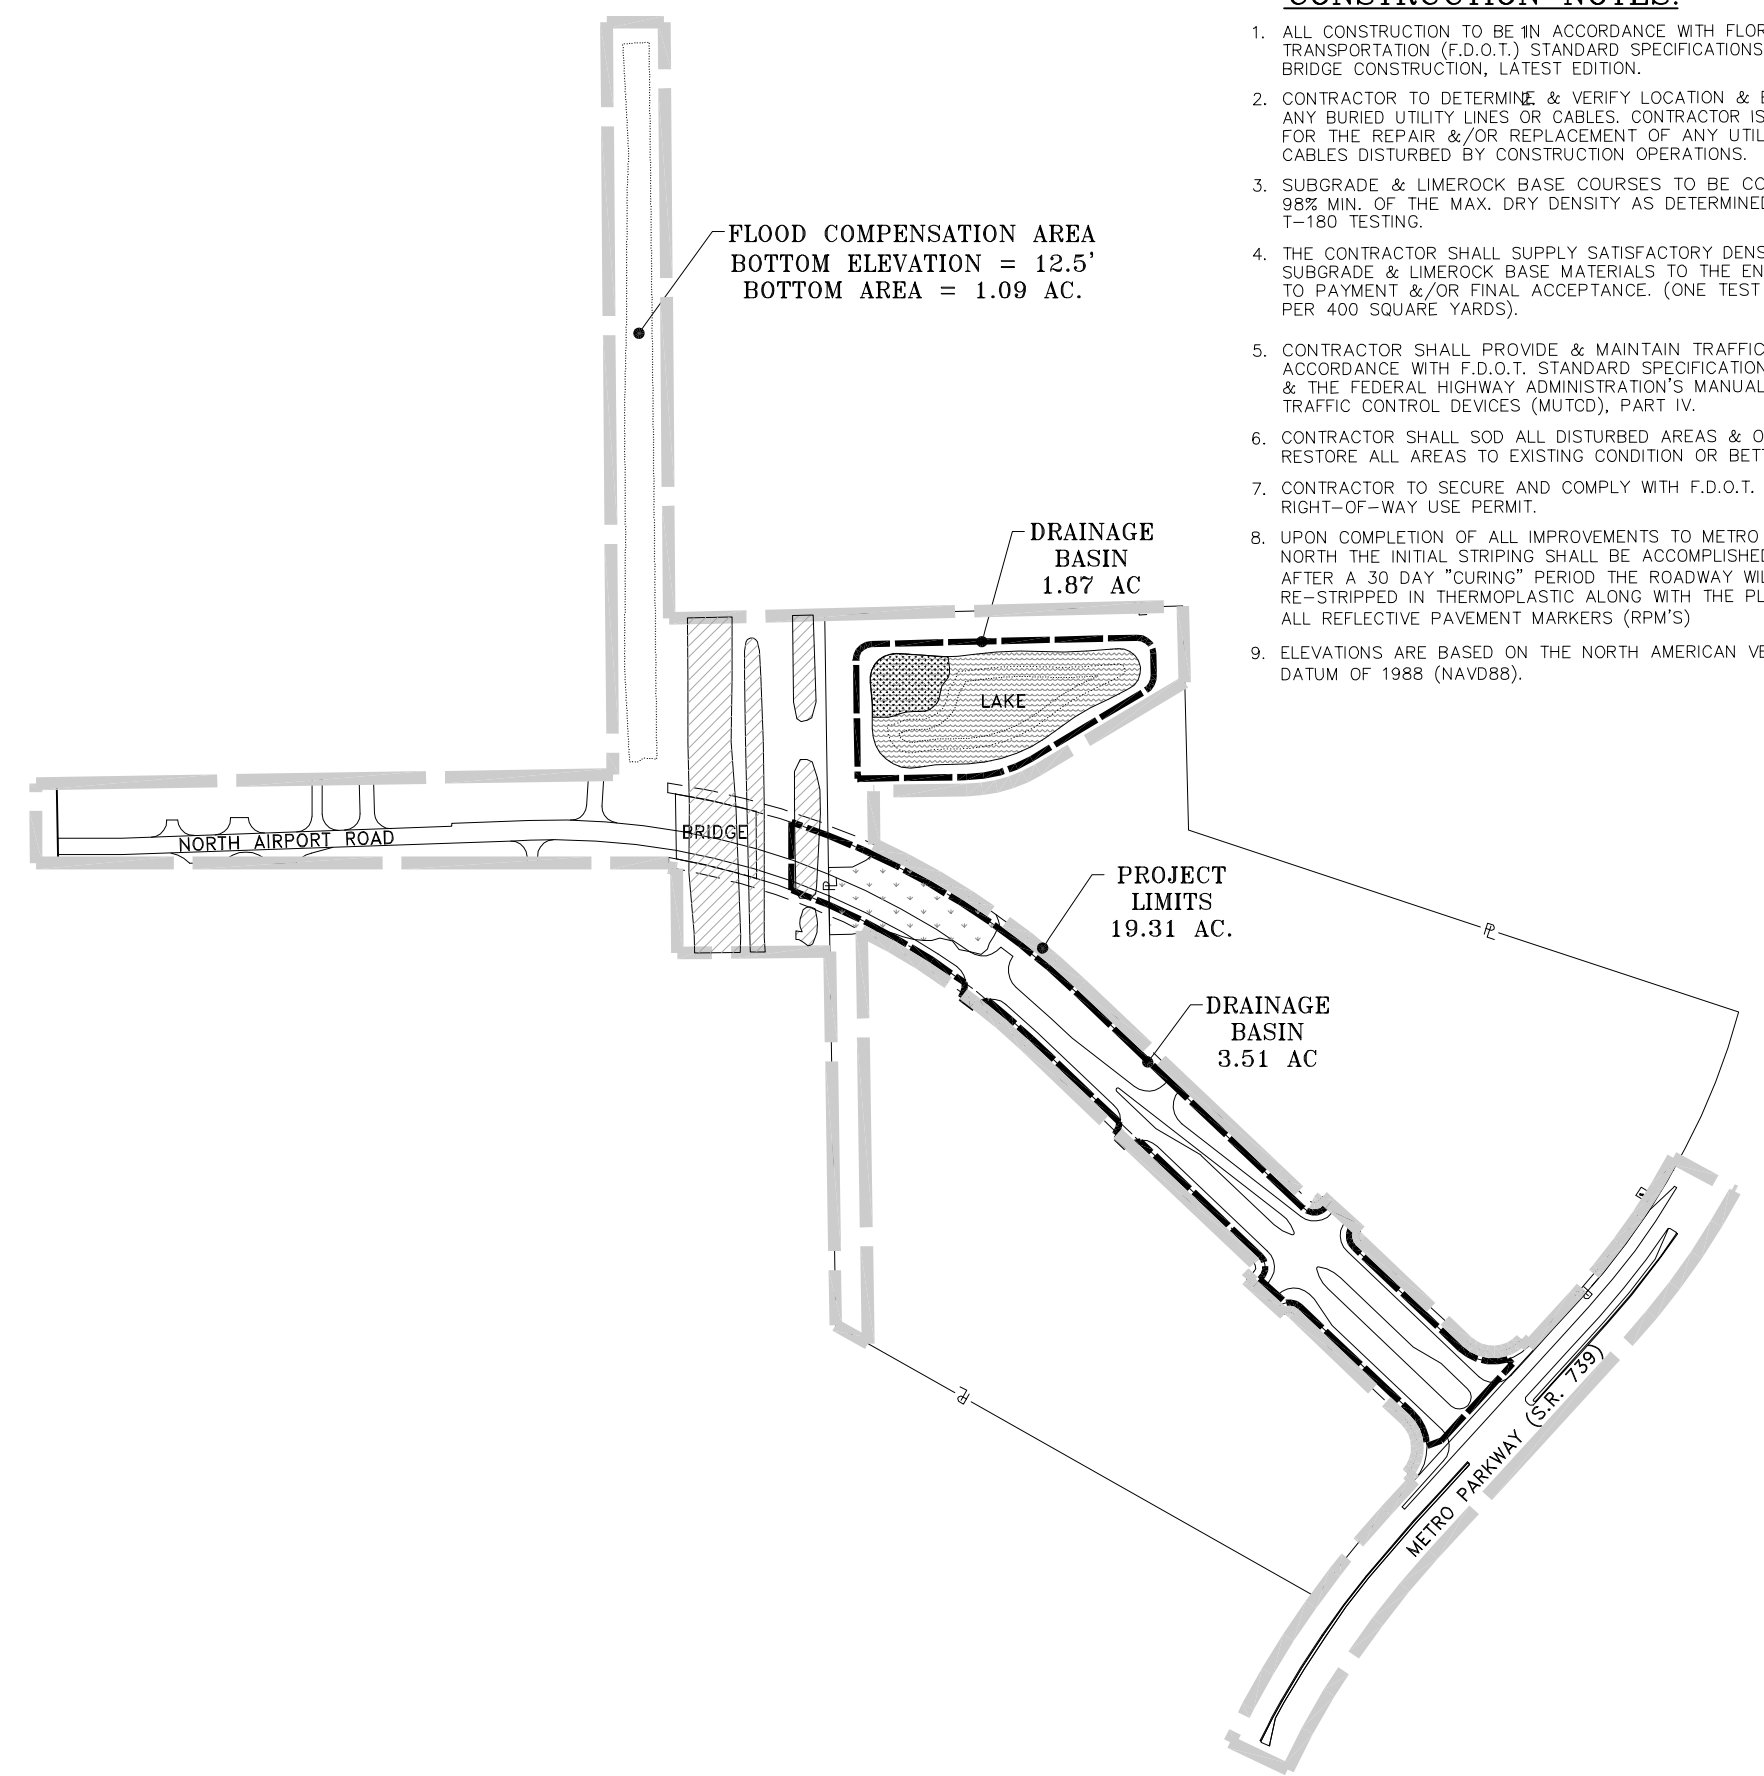 CONSTRUCTION NOTES:
1. ALL CONSTRUCTION TO BE IN ACCORDANCE WITH FLOR
TRANSPORTATION (F.D.O.T.) STANDARD SPECIFICATIONS
BRIDGE CONSTRUCTION, LATEST EDITION.
2. CONTRACTOR TO DETERMINE & VERIFY LOCATION & E
ANY BURIED UTILITY LINES OR CABLES. CONTRACTOR IS
FOR THE REPAIR &/OR REPLACEMENT OF ANY UTIL
CABLES DISTURBED BY CONSTRUCTION OPERATIONS.
3. SUBGRADE & LIMEROCK BASE COURSES TO BE CO
98% MIN. OF THE MAX. DRY DENSITY AS DETERMINED
T-180 TESTING.
4. THE CONTRACTOR SHALL SUPPLY SATISFACTORY DENS
SUBGRADE & LIMEROCK BASE MATERIALS TO THE EN
TO PAYMENT &/OR FINAL ACCEPTANCE. (ONE TEST
PER 400 SQUARE YARDS).
5. CONTRACTOR SHALL PROVIDE & MAINTAIN TRAFFIC
ACCORDANCE WITH F.D.O.T. STANDARD SPECIFICATION
& THE FEDERAL HIGHWAY ADMINISTRATION'S MANUAL
TRAFFIC CONTROL DEVICES (MUTCD), PART IV.
6. CONTRACTOR SHALL SOD ALL DISTURBED AREAS & O
RESTORE ALL AREAS TO EXISTING CONDITION OR BET
7. CONTRACTOR TO SECURE AND COMPLY WITH F.D.O.T.
RIGHT-OF-WAY USE PERMIT.
8. UPON COMPLETION OF ALL IMPROVEMENTS TO METRO
NORTH THE INITIAL STRIPING SHALL BE ACCOMPLISHED
AFTER A 30 DAY "CURING" PERIOD THE ROADWAY WIL
RE-STRIPPED IN THERMOPLASTIC ALONG WITH THE PL
ALL REFLECTIVE PAVEMENT MARKERS (RPM'S)
9. ELEVATIONS ARE BASED ON THE NORTH AMERICAN VE
DATUM OF 1988 (NAVD88).
FLOOD COMPENSATION AREA
BOTTOM ELEVATION = 12.5'
BOTTOM AREA = 1.09 AC.
DRAINAGE
BASIN
1.87 AC
LAKE
NORTH AIRPORT ROAD
BRIDGE
PL
PROJECT
LIMITS
19.31 AC.
PL
DRAINAGE
BASIN
3.51 AC
PL
METRO PARKWAY (S.R. 739)